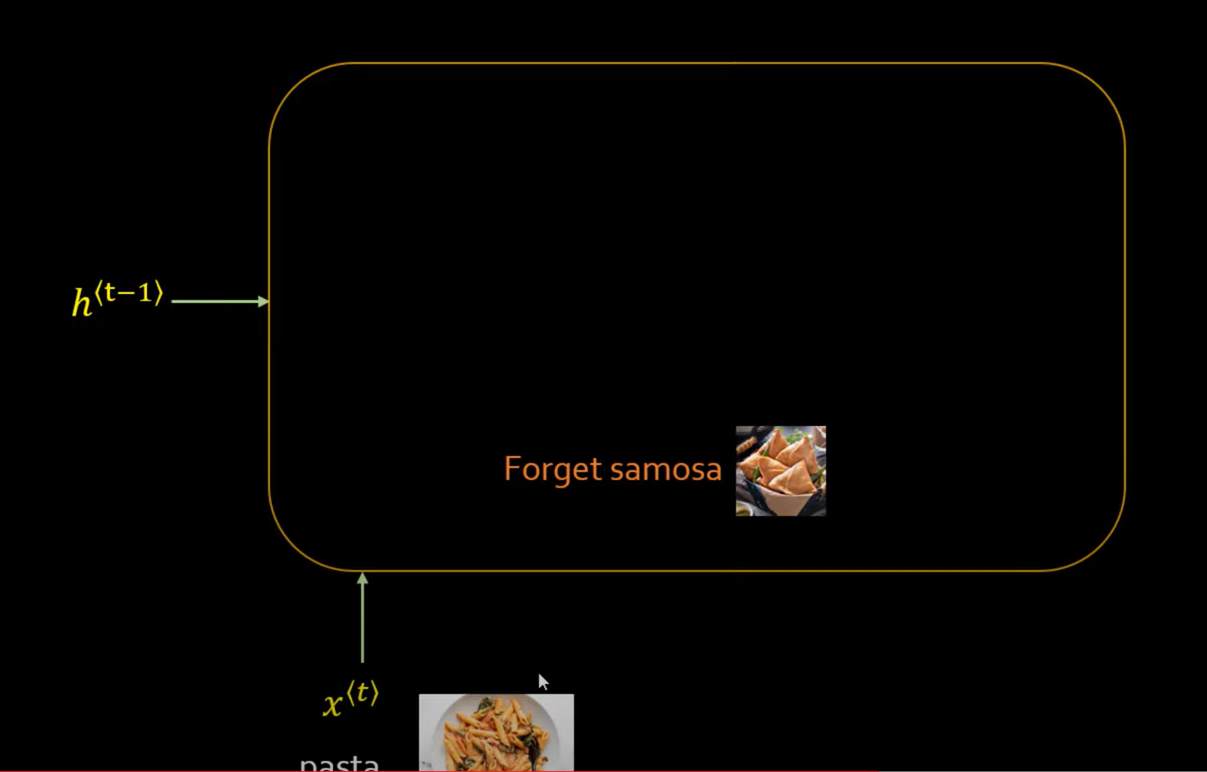 h⟨t−1⟩
Forget samosa
x⟨t⟩
pasta